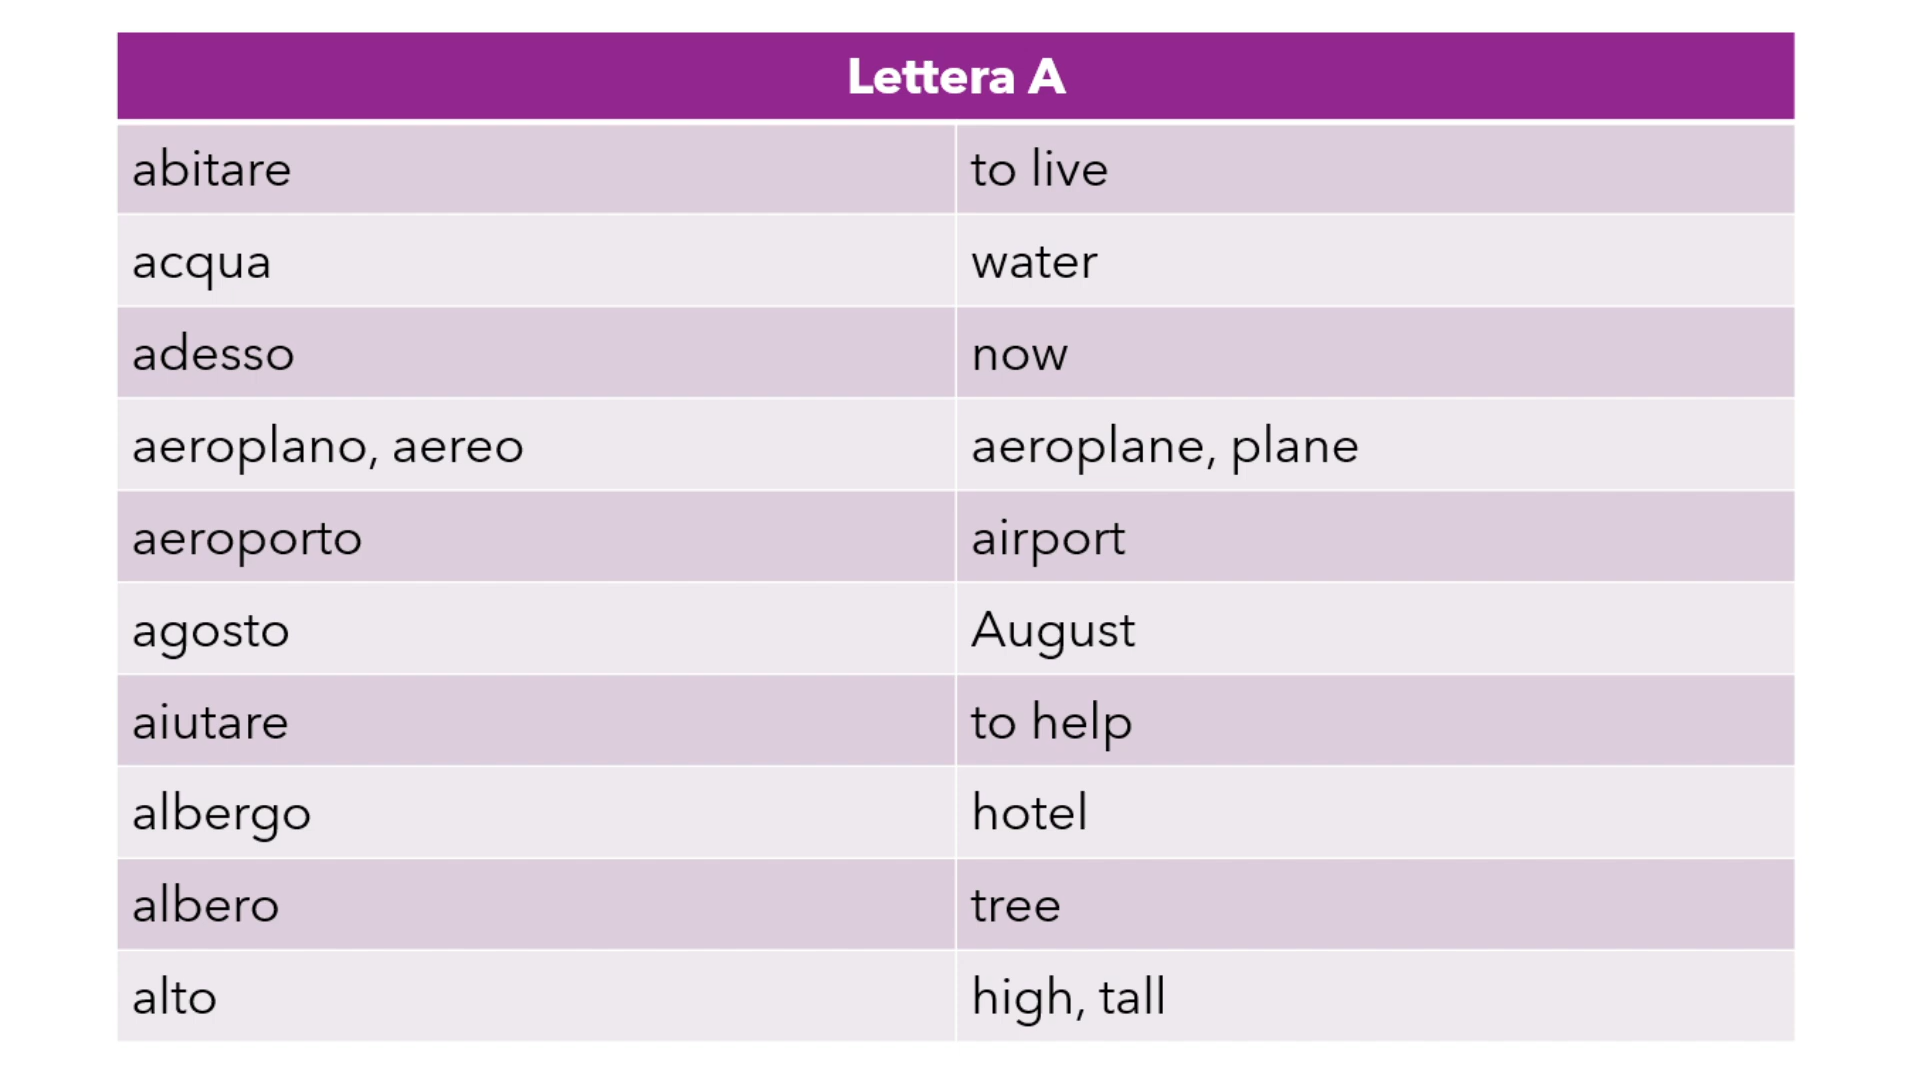 Lettera A
abitare to live
acqua water
adesso now
aeroplano, aereo aeroplane, plane
aeroporto airport
agosto August
aiutare to help
albergo hotel
albero tree
alto high, tall